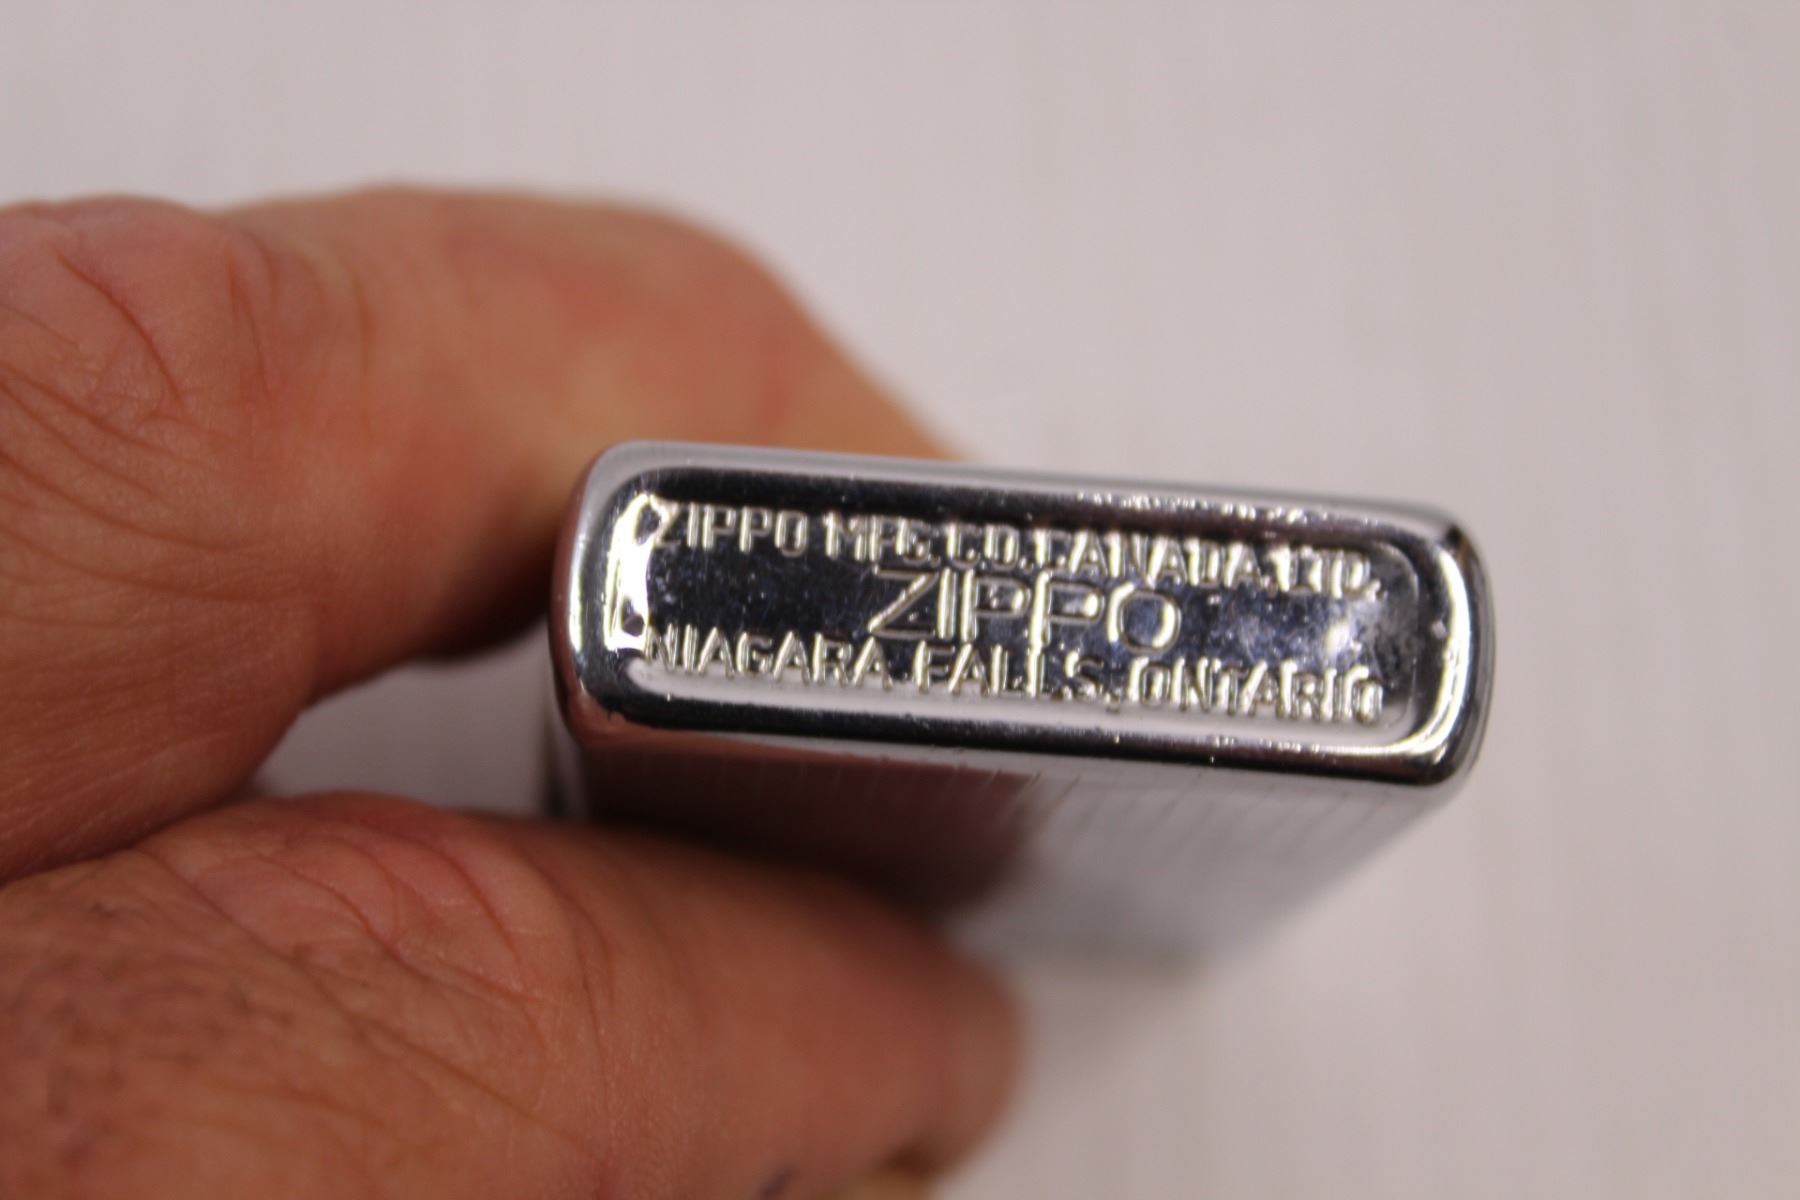 ZIPPO MFG. CO. CANADA, LTD.
ZIPPO
NIAGARA FALLS, ONTARIO